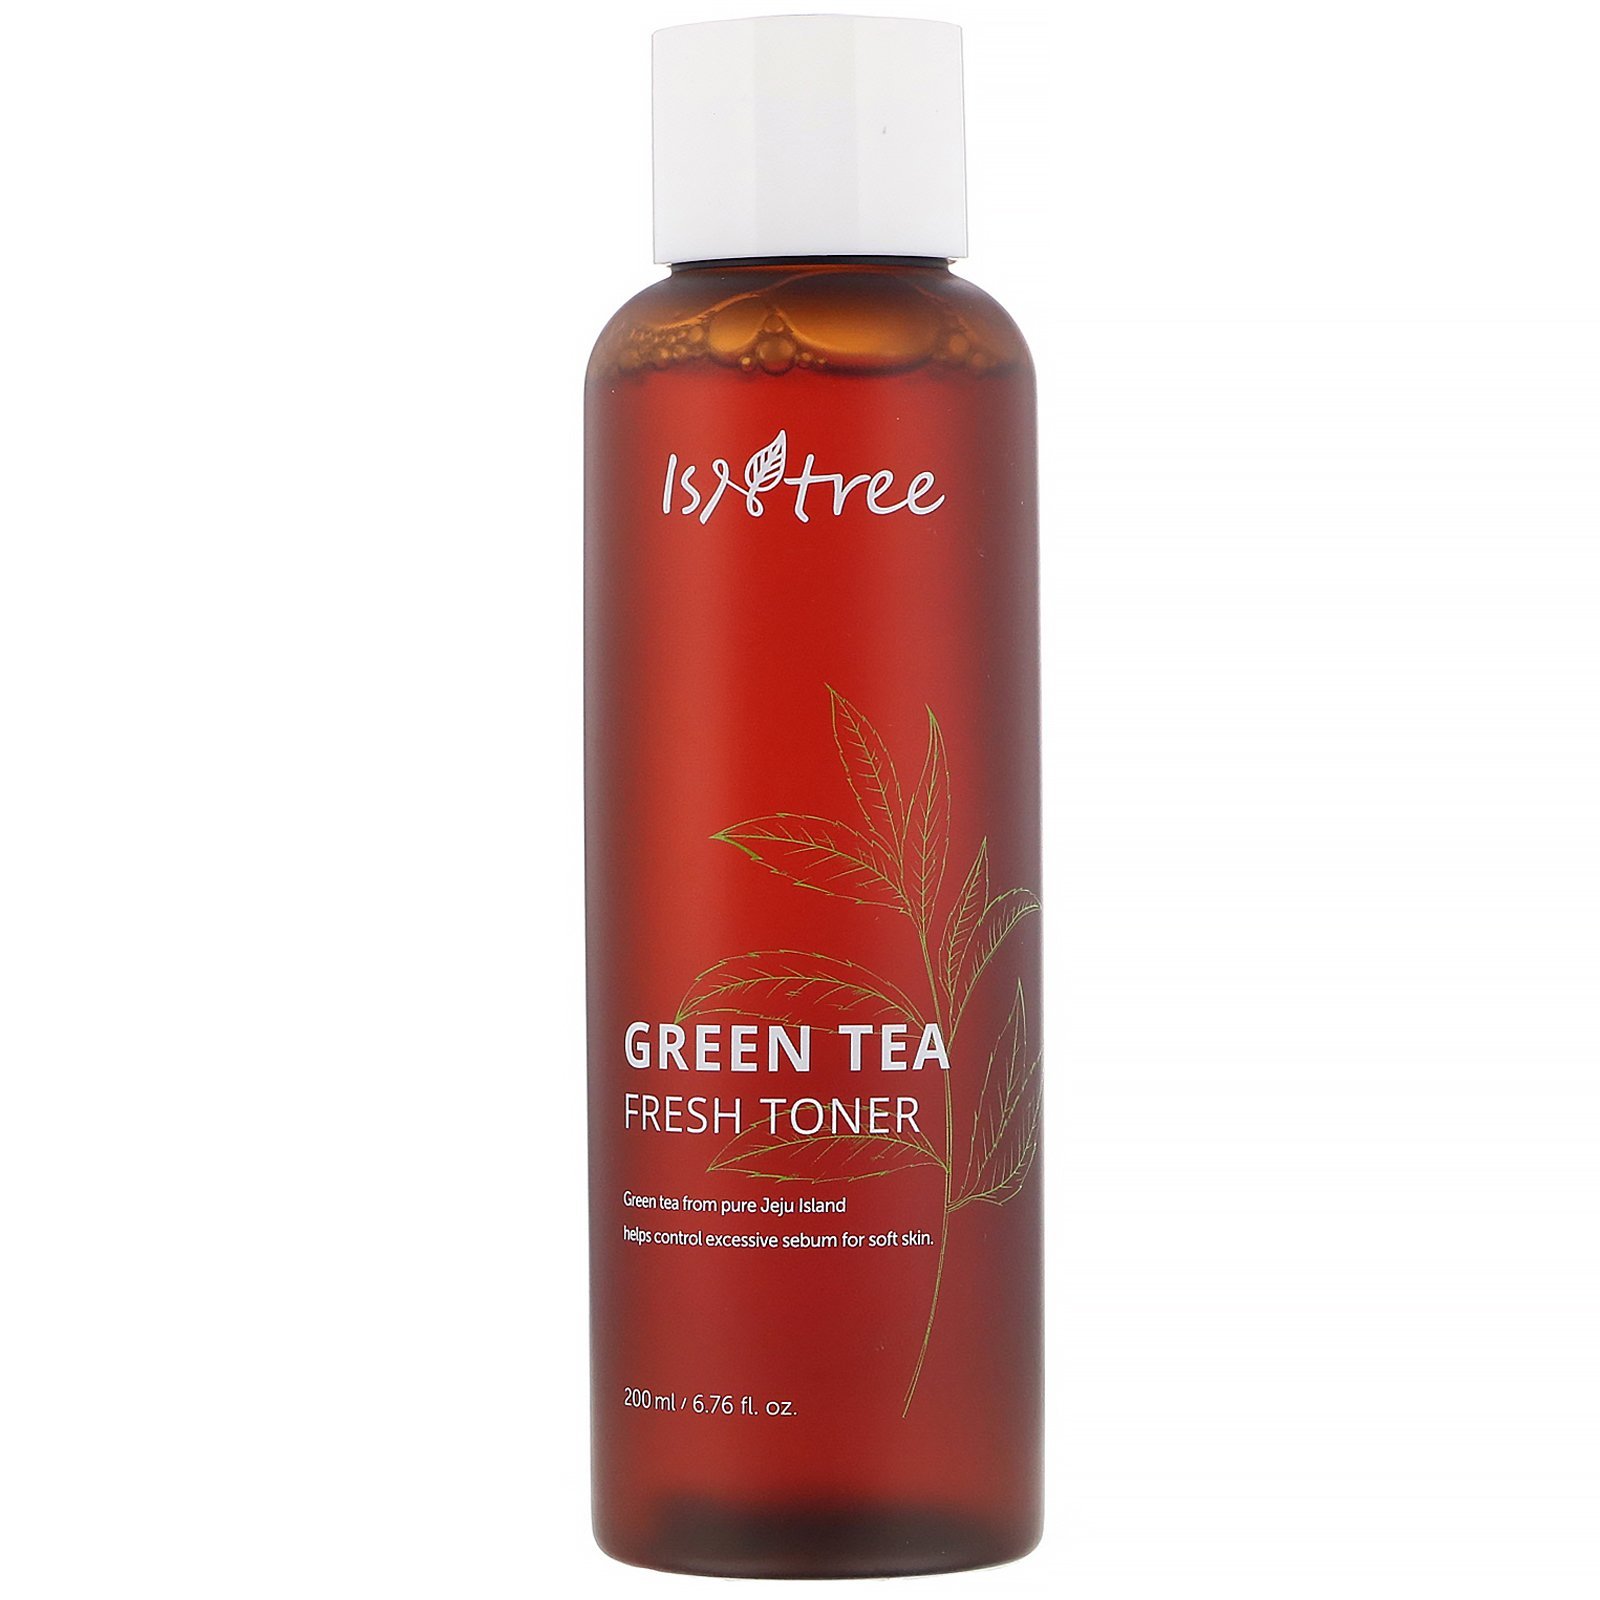 Isntree
GREEN TEA
FRESH TONER
Green tea from pure Jeju Island
helps control excessive sebum for soft skin.
200 ml / 6.76 fl. oz.